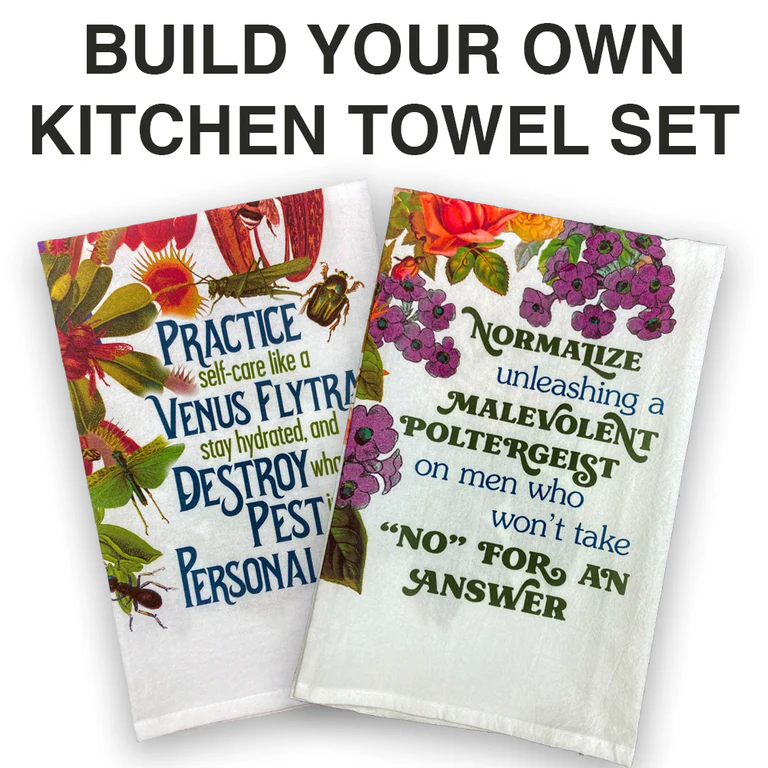 BUILD YOUR OWN
KITCHEN TOWEL SET
PRACTICE
self-care like a
VENUS FLYTRA
stay hydrated, and
DESTROY who
PEST i
PERSONAL
NORMALIZE
unleashing a
MALEVOLENT
POLTERGEIST
on men who
won't take
"NO" FOR AN
ANSWER